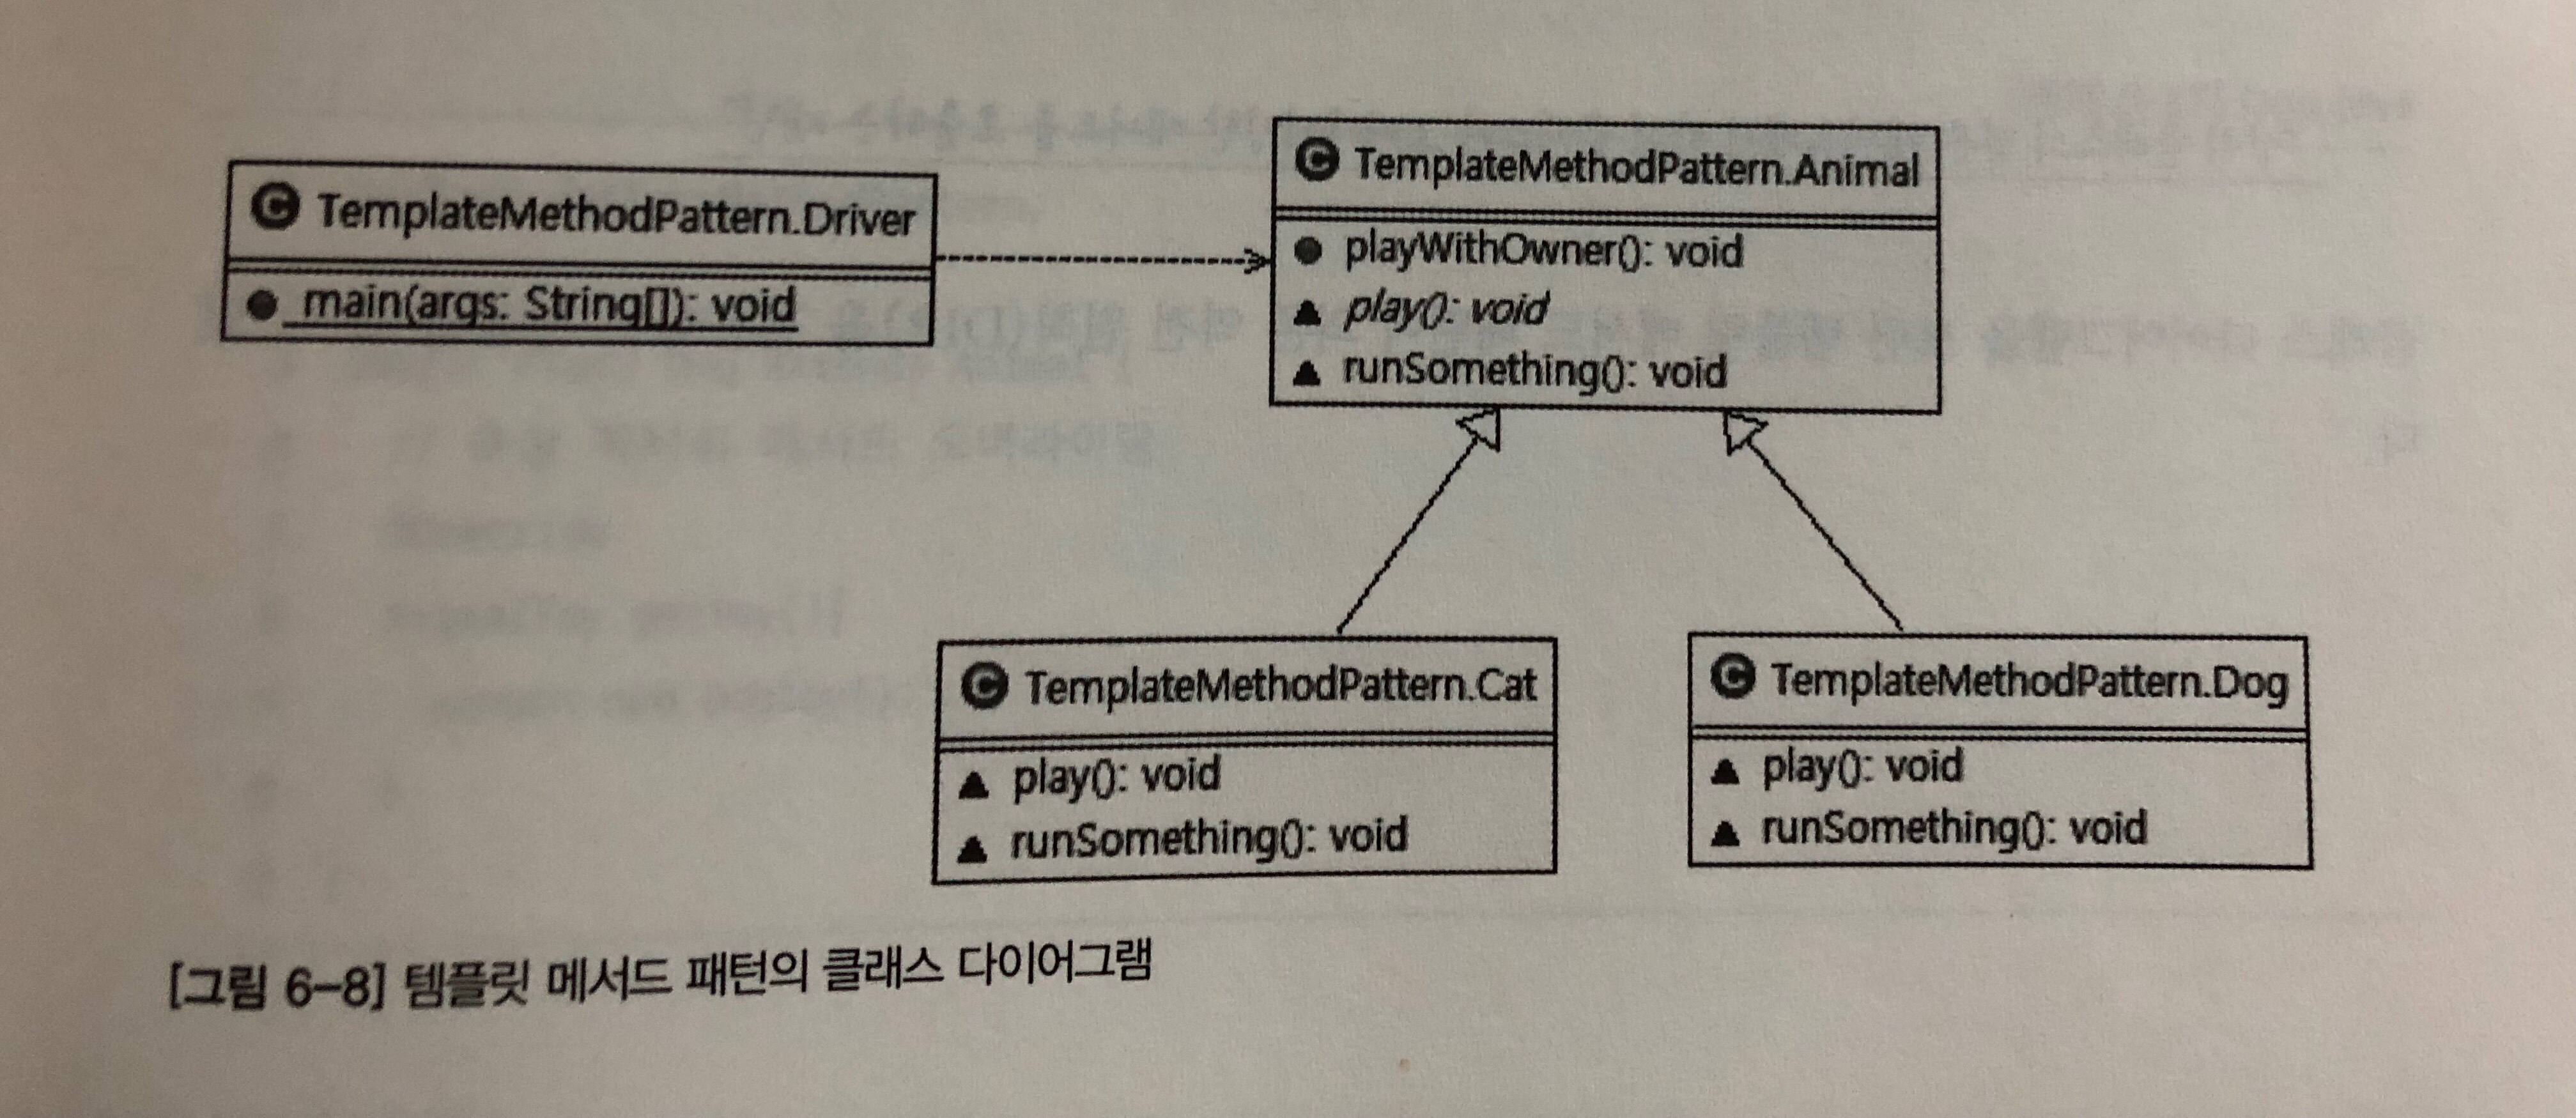 C TemplateMethodPattern.Driver
main(args: String[]): void
C TemplateMethodPattern.Animal
playWithOwner(): void
play(): void
runSomething(): void
C TemplateMethodPattern.Cat
play(): void
runSomething(): void
C TemplateMethodPattern.Dog
play(): void
runSomething(): void
[그림 6-8] 템플릿 메서드 패턴의 클래스 다이어그램